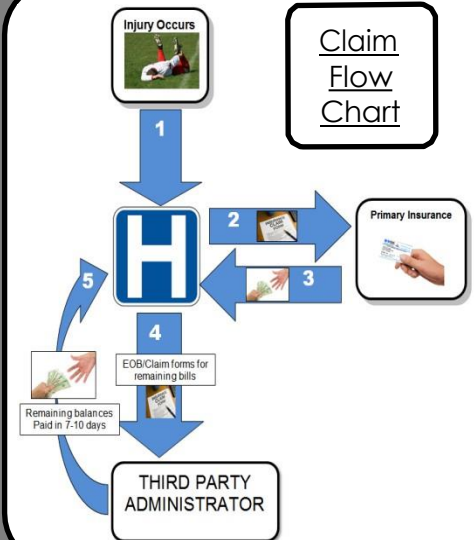 Injury Occurs
Claim
Flow
Chart
1
H
2
Primary Insurance
3
5
4
EOB/Claim forms for
remaining bills
Remaining balances
Paid in 7-10 days
THIRD PARTY
ADMINISTRATOR